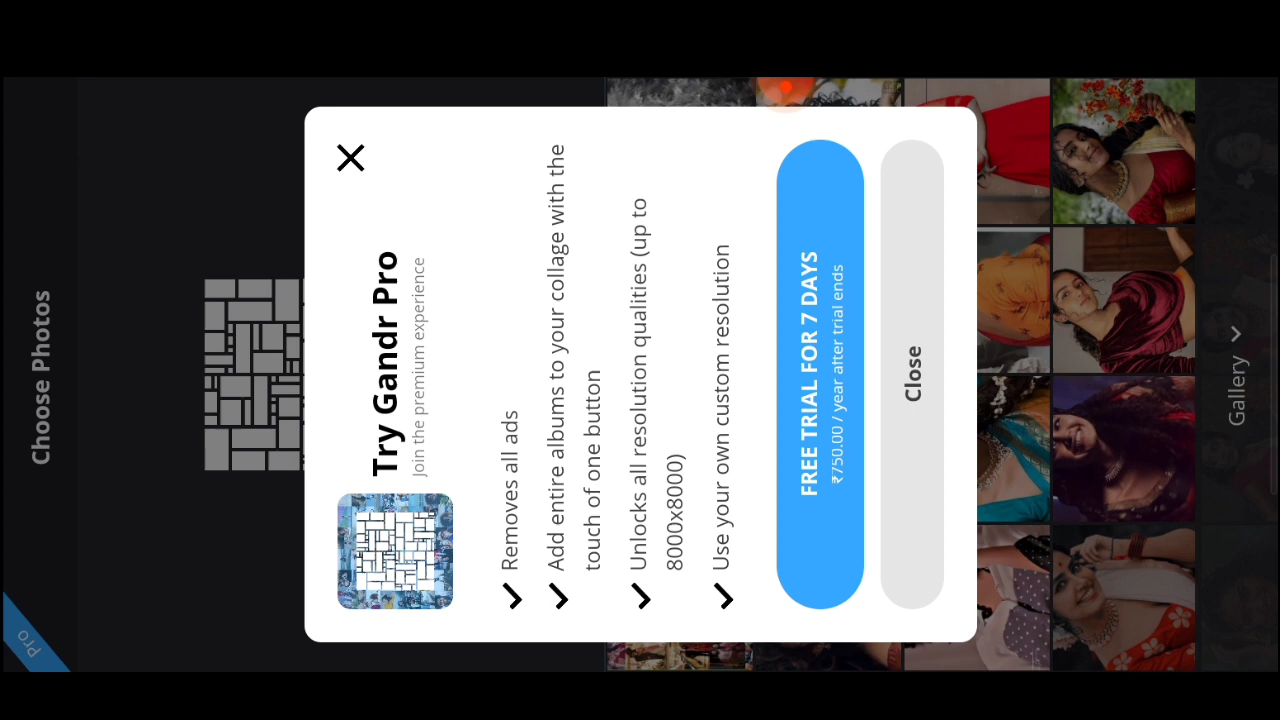 Choose Photos
Pro
Try Gandr Pro
Join the premium experience
Removes all ads
Add entire albums to your collage with the
touch of one button
Unlocks all resolution qualities (up to
8000x8000)
Use your own custom resolution
FREE TRIAL FOR 7 DAYS
₹750.00 / year after trial ends
Close
Gallery